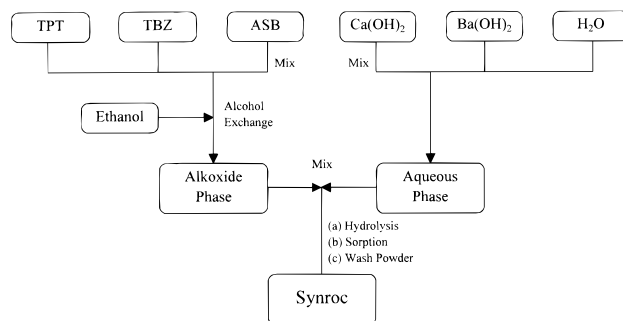 TPT
TBZ
ASB
Ca(OH)₂
Ba(OH)₂
H₂O
Mix
Mix
Ethanol
Alcohol
Exchange
Alkoxide
Phase
Mix
Aqueous
Phase
(a) Hydrolysis
(b) Sorption
(c) Wash Powder
Synroc